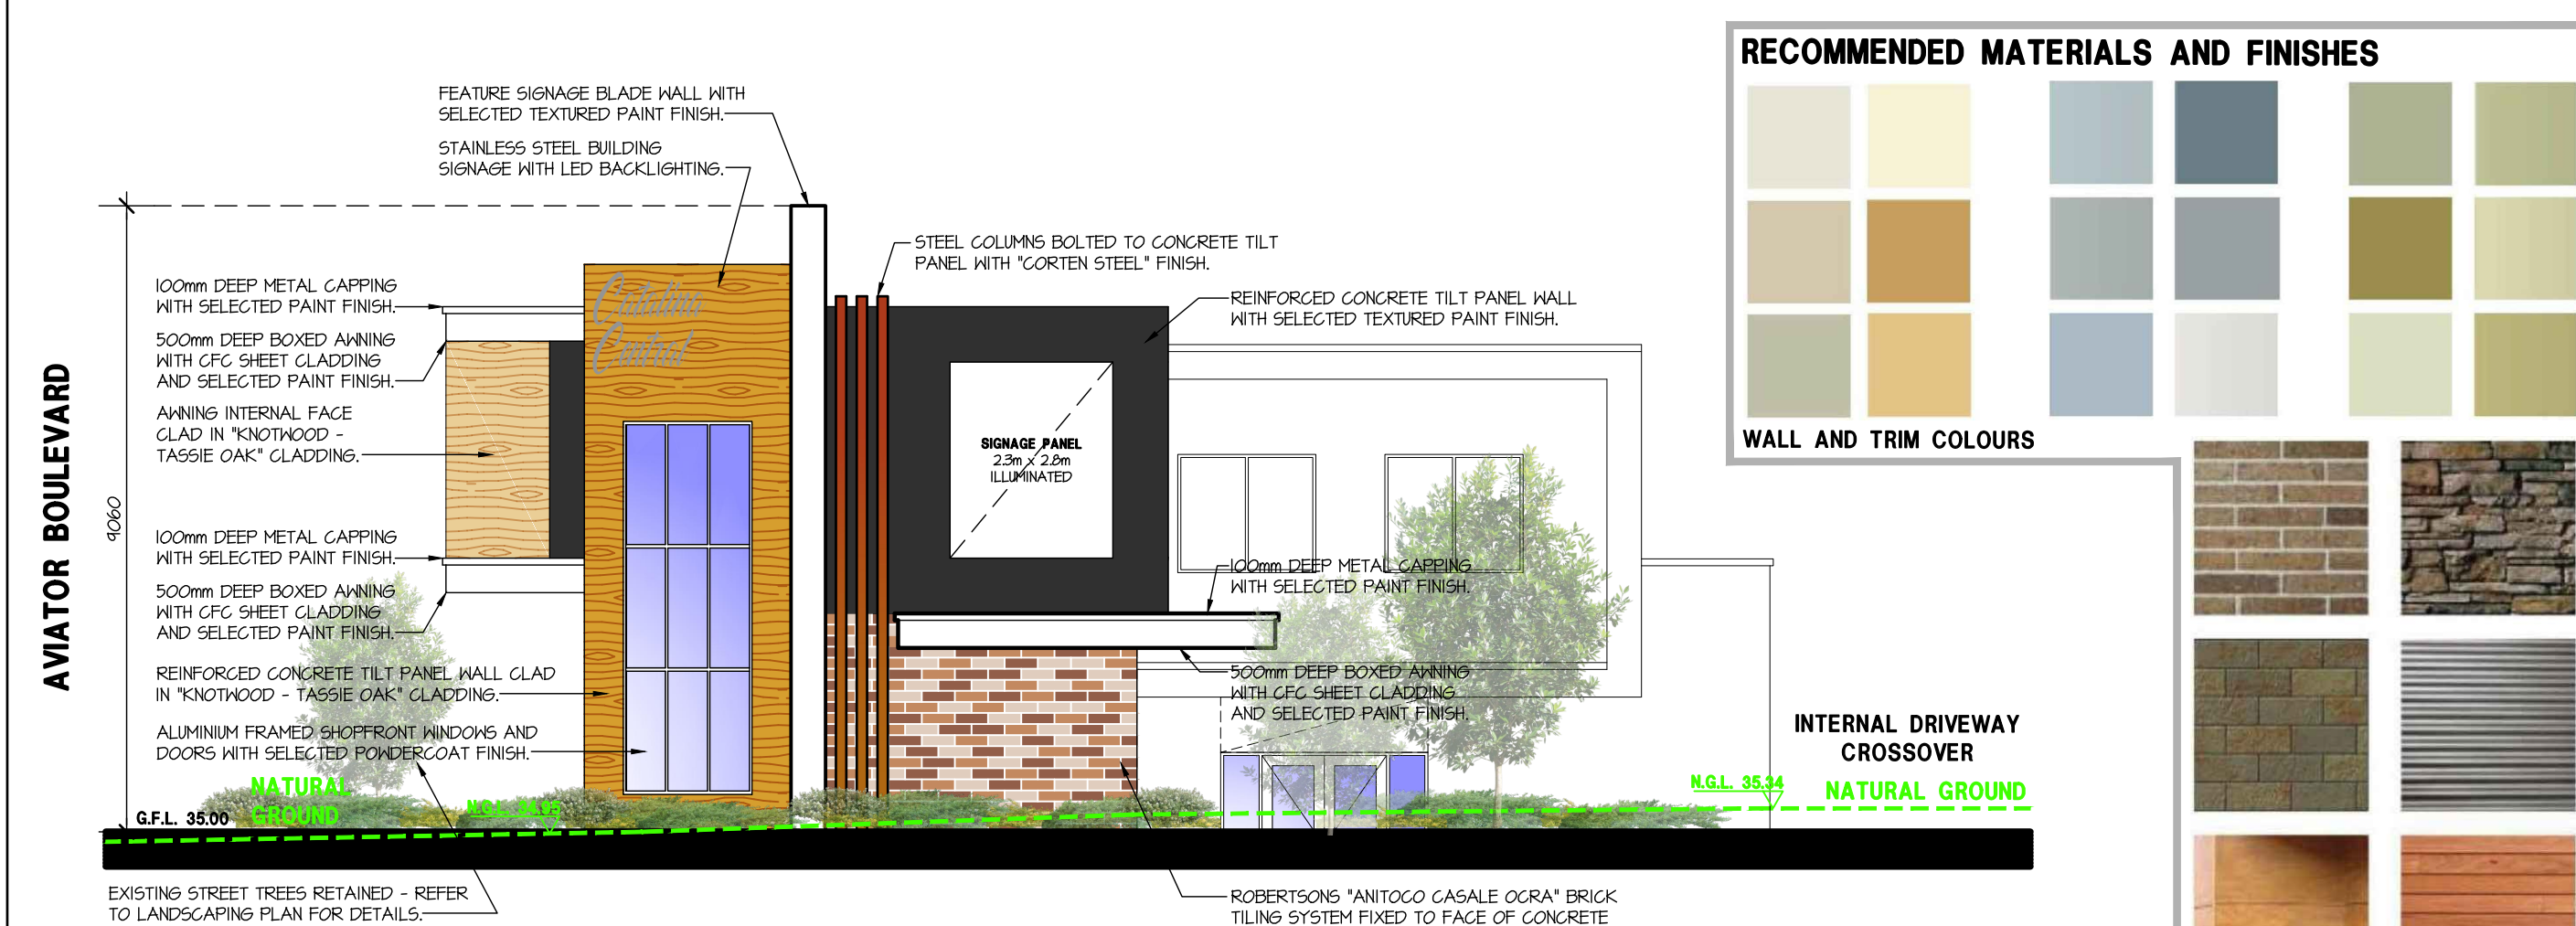 RECOMMENDED MATERIALS AND FINISHES
WALL AND TRIM COLOURS
FEATURE SIGNAGE BLADE WALL WITH
SELECTED TEXTURED PAINT FINISH.
STAINLESS STEEL BUILDING
SIGNAGE WITH LED BACKLIGHTING.
STEEL COLUMNS BOLTED TO CONCRETE TILT
PANEL WITH "CORTEN STEEL" FINISH.
REINFORCED CONCRETE TILT PANEL WALL
WITH SELECTED TEXTURED PAINT FINISH.
100mm DEEP METAL CAPPING
WITH SELECTED PAINT FINISH.
500mm DEEP BOXED AWNING
WITH CFC SHEET CLADDING
AND SELECTED PAINT FINISH.
AWNING INTERNAL FACE
CLAD IN "KNOTWOOD -
TASSIE OAK" CLADDING.
100mm DEEP METAL CAPPING
WITH SELECTED PAINT FINISH.
500mm DEEP BOXED AWNING
WITH CFC SHEET CLADDING
AND SELECTED PAINT FINISH.
REINFORCED CONCRETE TILT PANEL WALL CLAD
IN "KNOTWOOD - TASSIE OAK" CLADDING.
ALUMINIUM FRAMED SHOPFRONT WINDOWS AND
DOORS WITH SELECTED POWDERCOAT FINISH.
AVIATOR BOULEVARD
9060
Catalina
Central
SIGNAGE PANEL
2.3m x 2.8m
ILLUMINATED
100mm DEEP METAL CAPPING
WITH SELECTED PAINT FINISH.
500mm DEEP BOXED AWNING
WITH CFC SHEET CLADDING
AND SELECTED PAINT FINISH.
INTERNAL DRIVEWAY
CROSSOVER
N.G.L. 35.34
NATURAL GROUND
NATURAL
GROUND
N.G.L. 34.95
G.F.L. 35.00
EXISTING STREET TREES RETAINED - REFER
TO LANDSCAPING PLAN FOR DETAILS.
ROBERTSONS "ANITOCO CASALE OCRA" BRICK
TILING SYSTEM FIXED TO FACE OF CONCRETE